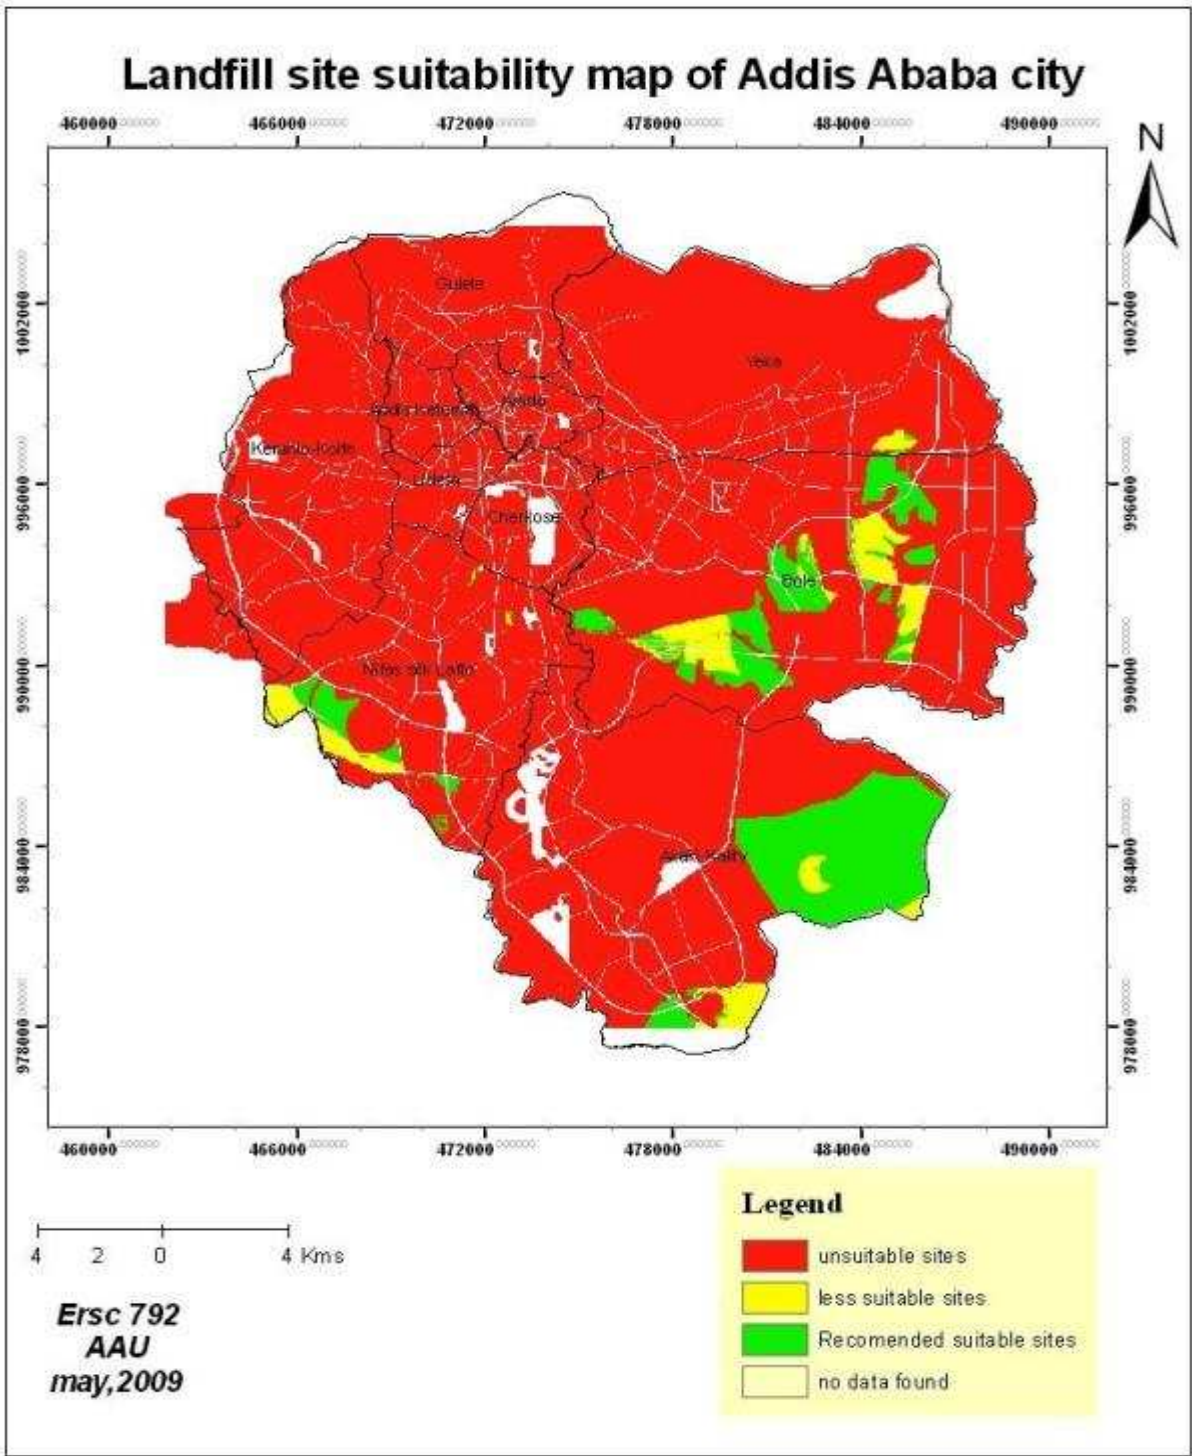 Landfill site suitability map of Addis Ababa city
460000 466000 472000 478000 484000 490000
N
1002000 1002000
Gulele
Yeka
Arada
Addis Ketema
Keranio-Kolfe
996000 996000
Lideta
Cherkose
Bole
990000 990000
Nifas silk Lafto
984000 984000
Akaki Kality
978000 978000
460000 466000 472000 478000 484000 490000
Legend
unsuitable sites
less suitable sites
Recomended suitable sites
no data found
4 2 0 4 Kms
Ersc 792
AAU
may,2009